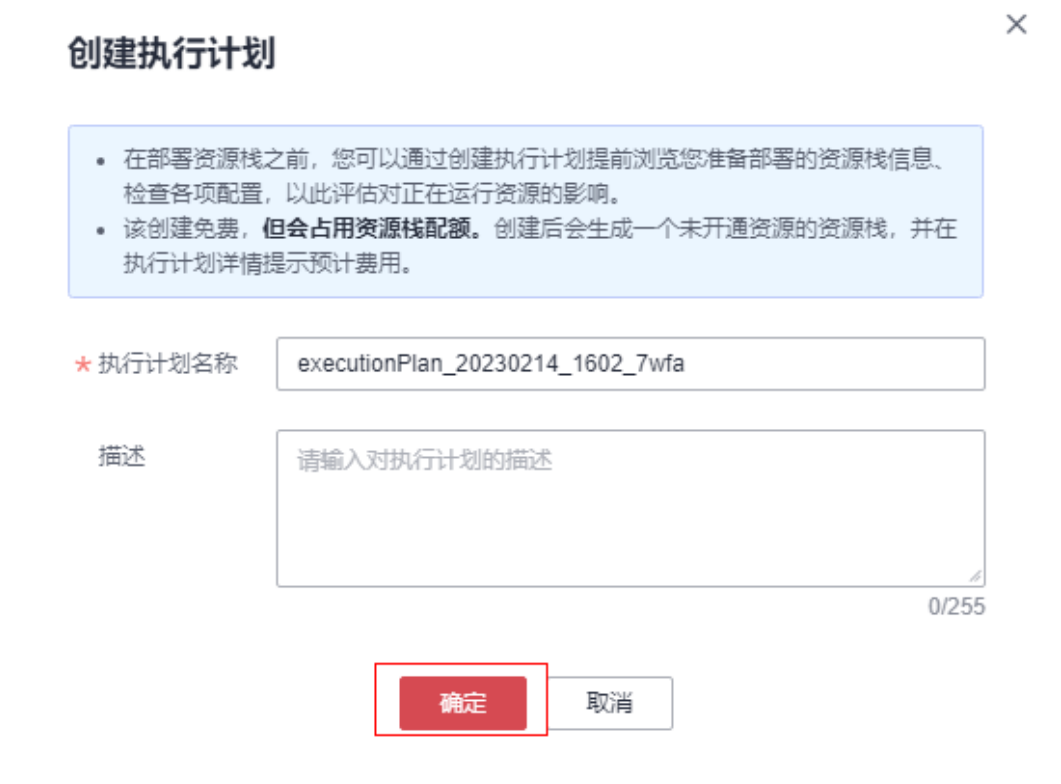 创建执行计划
• 在部署资源栈之前，您可以通过创建执行计划提前浏览您准备部署的资源栈信息、
检查各项配置，以此评估对正在运行资源的影响。
• 该创建免费，但会占用资源栈配额。创建后会生成一个未开通资源的资源栈，并在
执行计划详情提示预计费用。
* 执行计划名称 executionPlan_20230214_1602_7wfa
描述 请输入对执行计划的描述
0/255
确定 取消